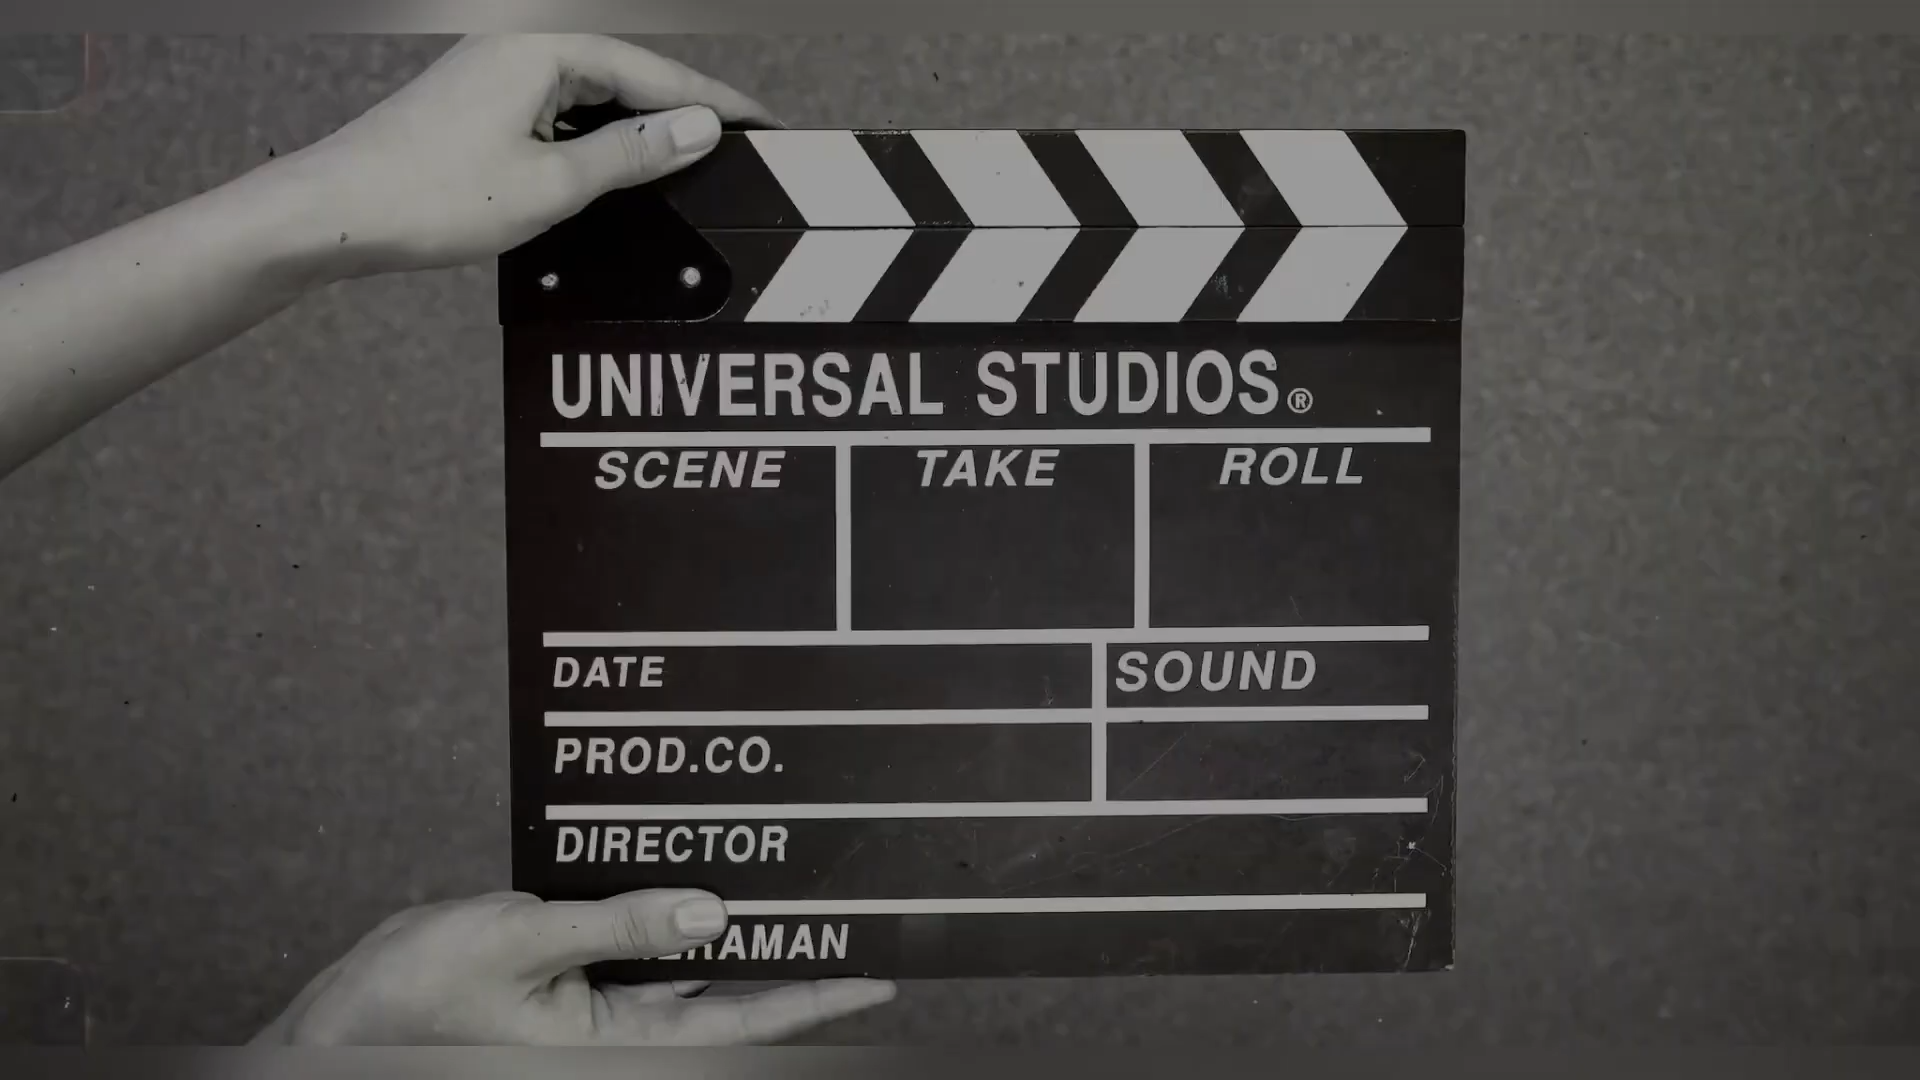 UNIVERSAL STUDIOS®
SCENE TAKE ROLL
DATE SOUND
PROD.CO.
DIRECTOR